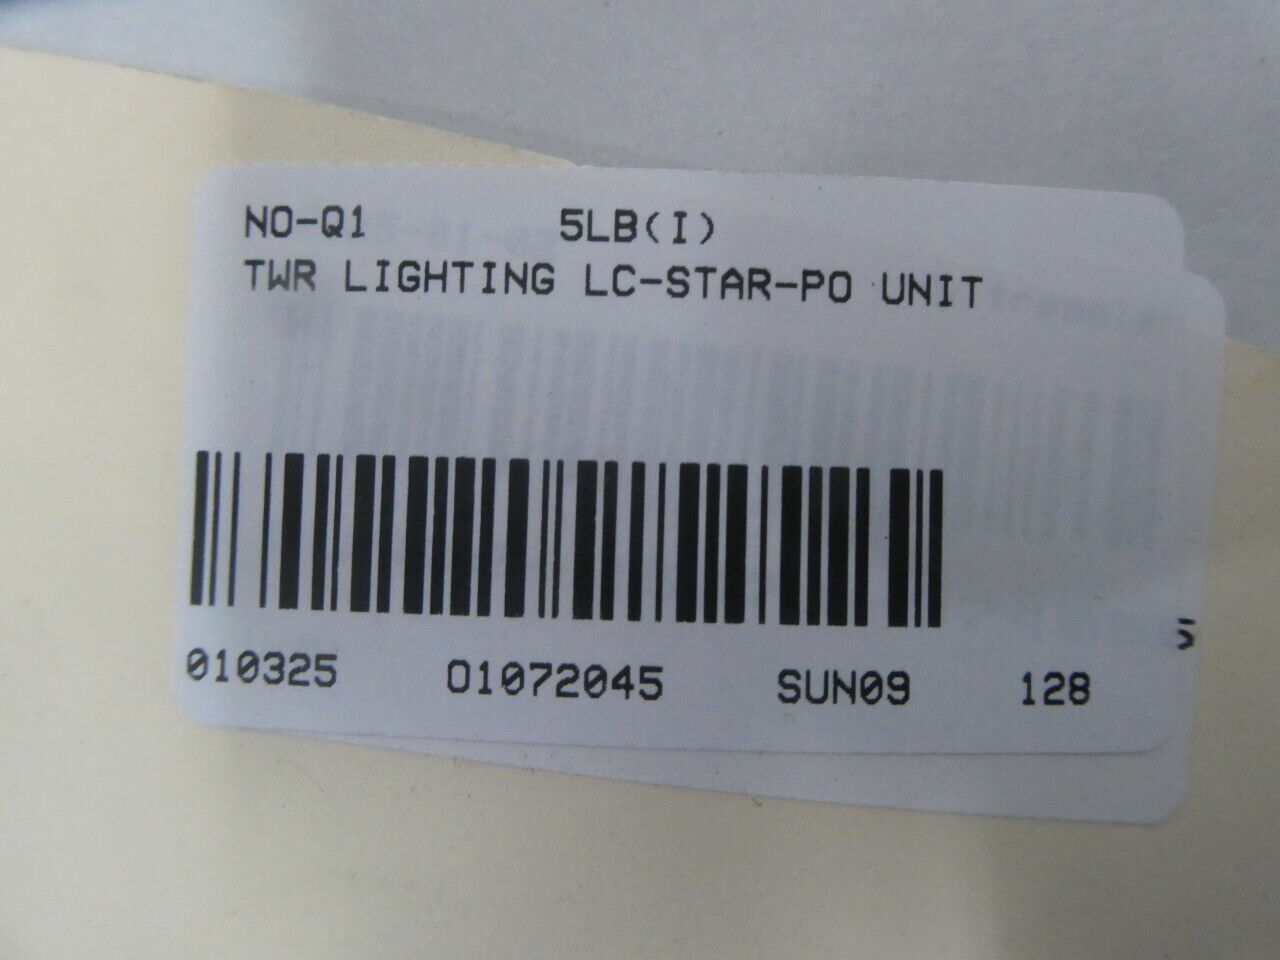 NO-Q1 5LB(I)
TWR LIGHTING LC-STAR-PO UNIT
010325 01072045 SUN09 128